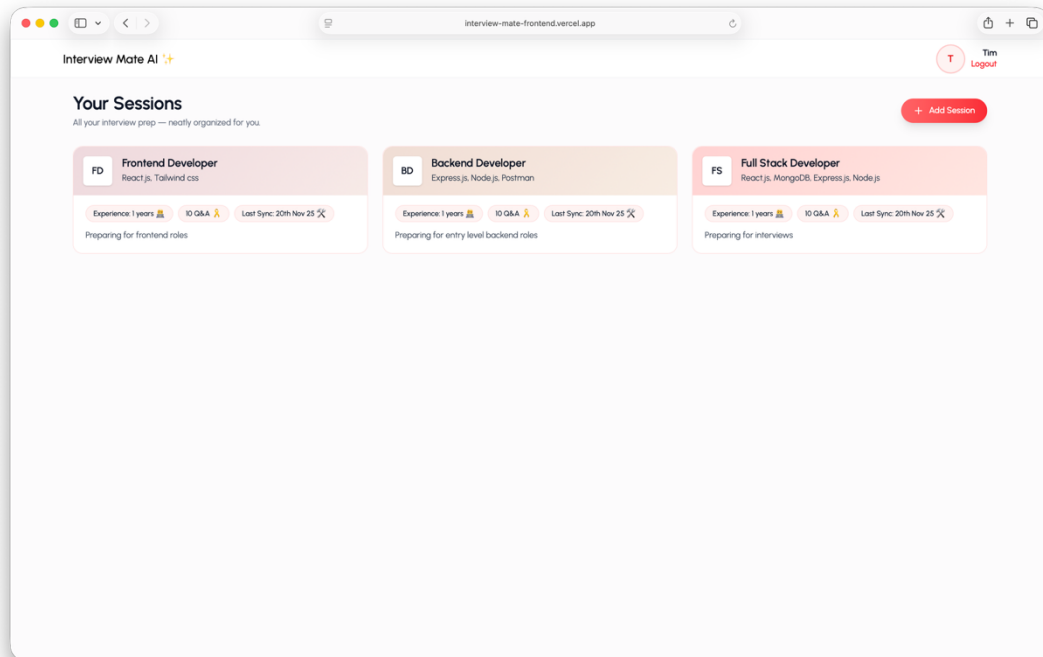 interview-mate-frontend.vercel.app
Interview Mate AI ✨
T
Tim
Logout
Your Sessions
All your interview prep — neatly organized for you.
+ Add Session
FD
Frontend Developer
React.js, Tailwind css
Experience: 1 years
10 Q&A
Last Sync: 20th Nov 25
Preparing for frontend roles
BD
Backend Developer
Express.js, Node.js, Postman
Experience: 1 years
10 Q&A
Last Sync: 20th Nov 25
Preparing for entry level backend roles
FS
Full Stack Developer
React.js, MongoDB, Express.js, Node.js
Experience: 1 years
10 Q&A
Last Sync: 20th Nov 25
Preparing for interviews